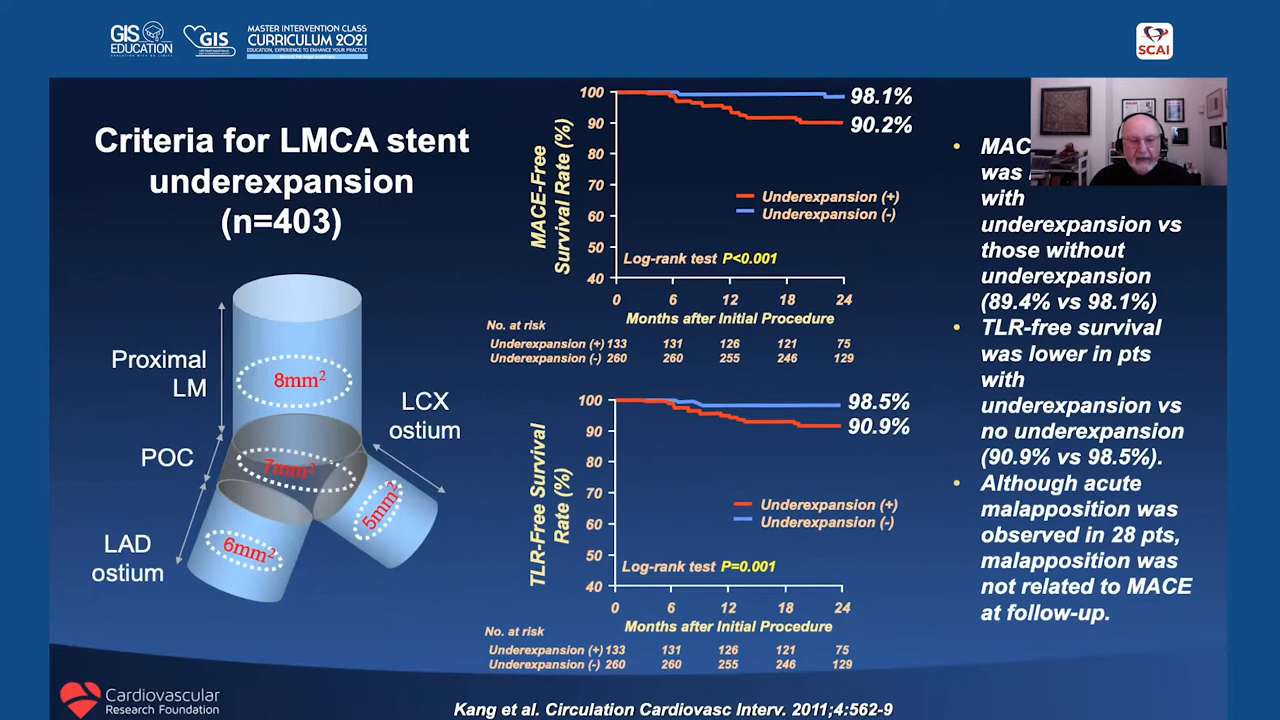 GIS
EDUCATION
GIS
MASTER INTERVENTION CLASS
CURRICULUM 2021
EDUCATION, EXPERIENCE TO ENHANCE YOUR PRACTICE
SCAI
Criteria for LMCA stent
underexpansion
(n=403)
Proximal
LM
8mm²
POC
7mm²
LCX
ostium
5mm²
LAD
ostium
6mm²
MACE-Free
Survival Rate (%)
100
90
80
70
60
50
40
98.1%
90.2%
Underexpansion (+)
Underexpansion (-)
Log-rank test P<0.001
0 6 12 18 24
Months after Initial Procedure
No. at risk
Underexpansion (+) 133 131 126 121 75
Underexpansion (-) 260 260 255 246 129
TLR-Free Survival
Rate (%)
100
90
80
70
60
50
40
98.5%
90.9%
Underexpansion (+)
Underexpansion (-)
Log-rank test P=0.001
0 6 12 18 24
Months after Initial Procedure
No. at risk
Underexpansion (+) 133 131 126 121 75
Underexpansion (-) 260 260 255 246 129
• MAC
was
with
underexpansion vs
those without
underexpansion
(89.4% vs 98.1%)
• TLR-free survival
was lower in pts
with
underexpansion vs
no underexpansion
(90.9% vs 98.5%).
• Although acute
malapposition was
observed in 28 pts,
malapposition was
not related to MACE
at follow-up.
Cardiovascular
Research Foundation
Kang et al. Circulation Cardiovasc Interv. 2011;4:562-9